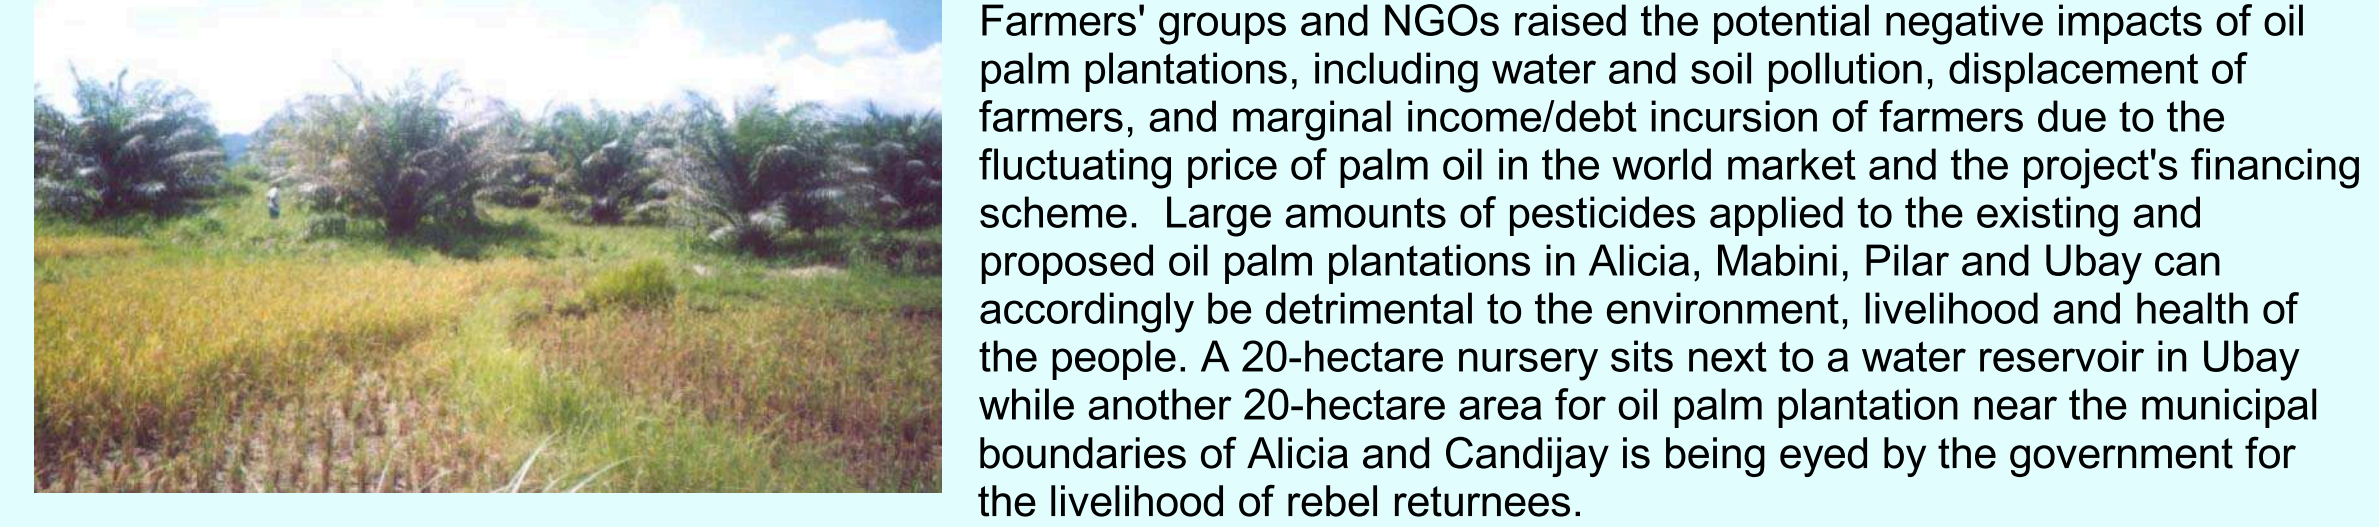 Farmers' groups and NGOs raised the potential negative impacts of oil
palm plantations, including water and soil pollution, displacement of
farmers, and marginal income/debt incursion of farmers due to the
fluctuating price of palm oil in the world market and the project's financing
scheme.  Large amounts of pesticides applied to the existing and
proposed oil palm plantations in Alicia, Mabini, Pilar and Ubay can
accordingly be detrimental to the environment, livelihood and health of
the people. A 20-hectare nursery sits next to a water reservoir in Ubay
while another 20-hectare area for oil palm plantation near the municipal
boundaries of Alicia and Candijay is being eyed by the government for
the livelihood of rebel returnees.